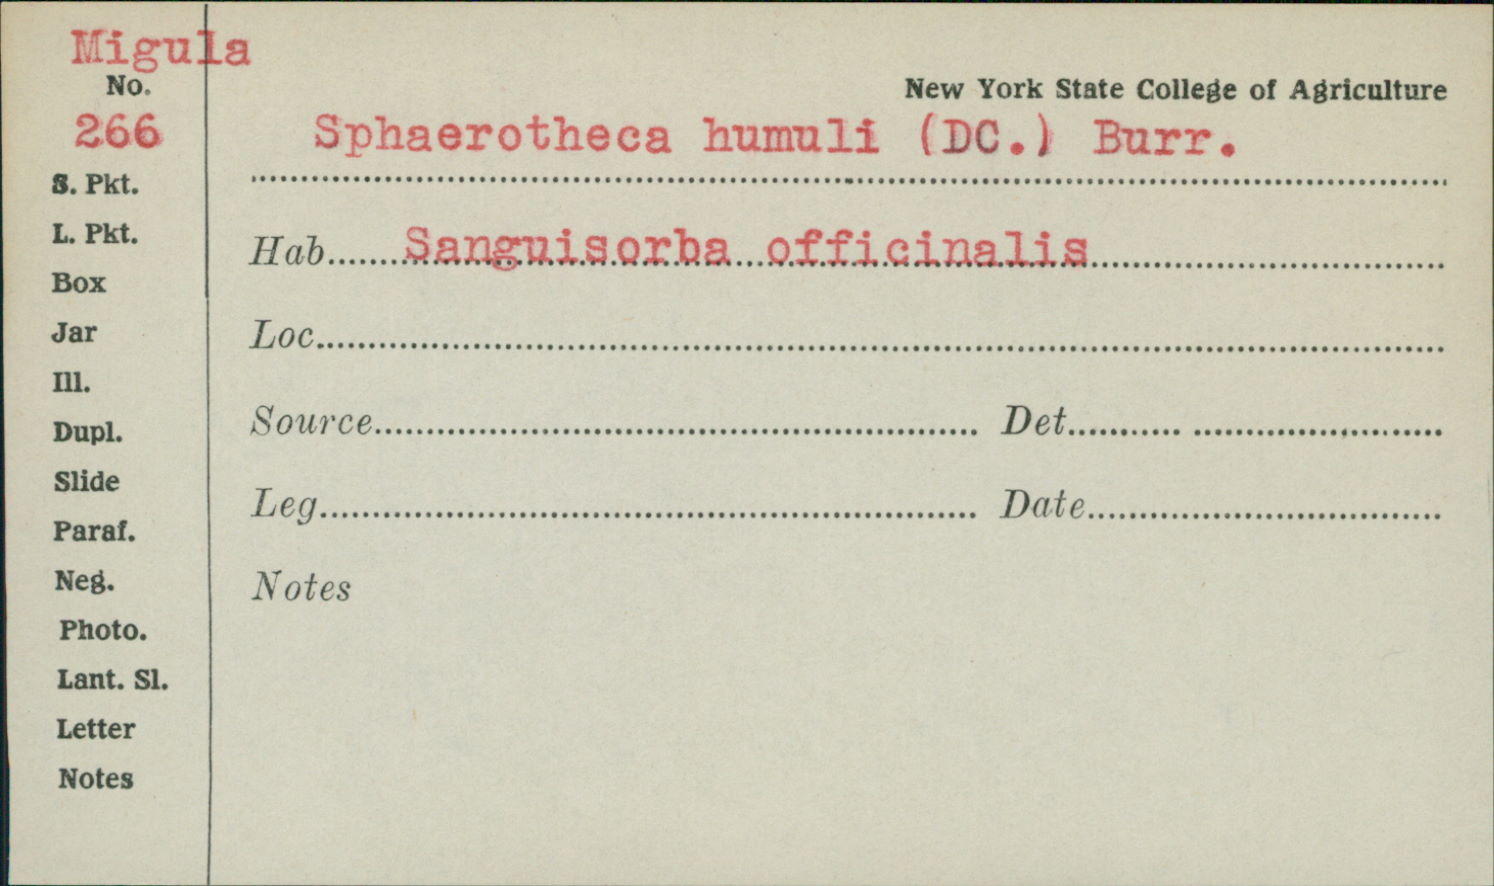 Migula
No.
266
New York State College of Agriculture
Sphaerotheca humuli (DC.) Burr.
S. Pkt.
L. Pkt.
Box
Jar
Ill.
Dupl.
Slide
Paraf.
Neg.
Photo.
Lant. Sl.
Letter
Notes
Hab. Sanguisorba officinalis
Loc.
Source Det.
Leg. Date
Notes